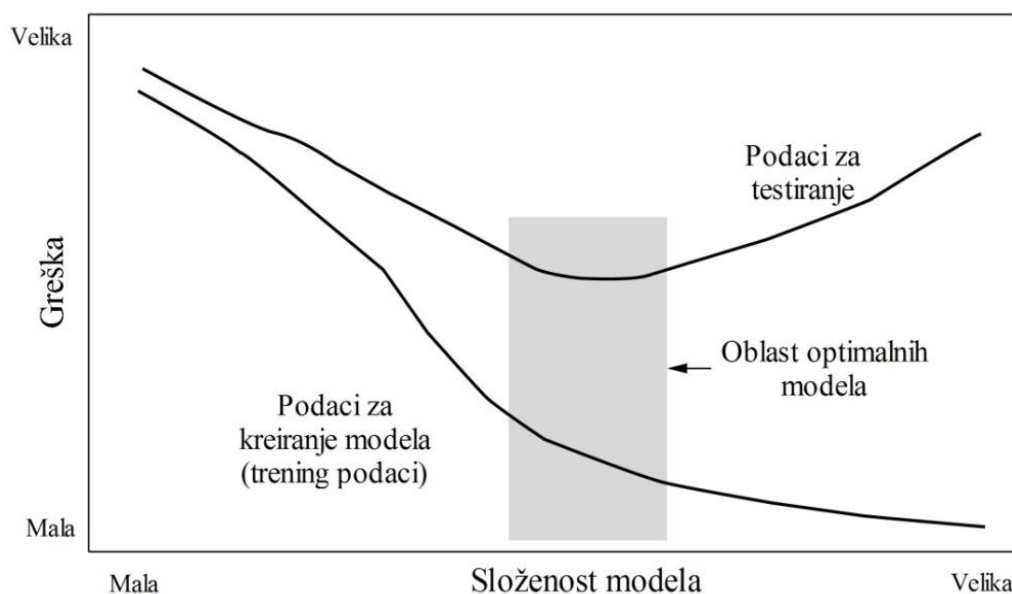 Velika
Podaci za
testiranje
Greška
Oblast optimalnih
modela
Podaci za
kreiranje modela
(trening podaci)
Mala
Mala
Složenost modela
Velika